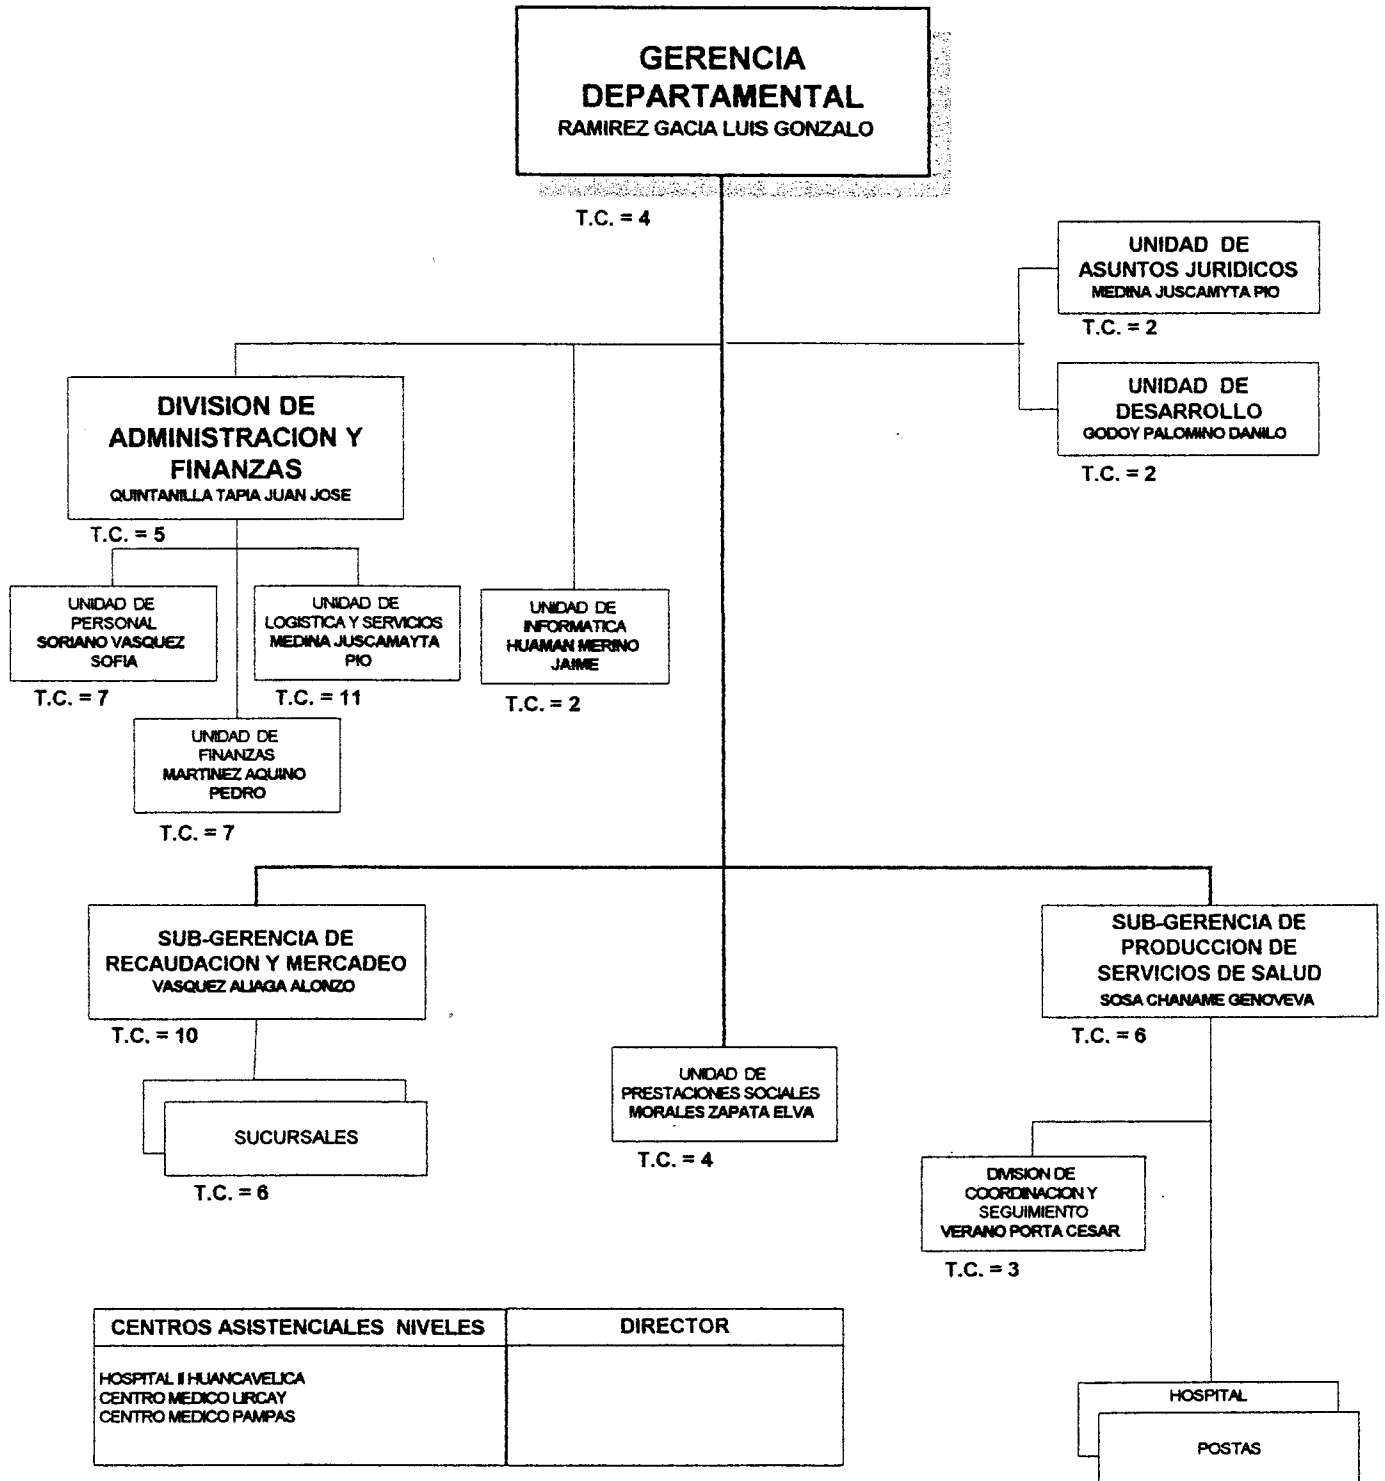 GERENCIA
DEPARTAMENTAL
RAMIREZ GACIA LUIS GONZALO
T.C. = 4
UNIDAD DE
ASUNTOS JURIDICOS
MEDINA JUSCAMYTA PIO
T.C. = 2
UNIDAD DE
DESARROLLO
GODOY PALOMINO DANILO
T.C. = 2
DIVISION DE
ADMINISTRACION Y
FINANZAS
QUINTANILLA TAPIA JUAN JOSE
T.C. = 5
UNIDAD DE
PERSONAL
SORIANO VASQUEZ
SOFIA
T.C. = 7
UNIDAD DE
LOGISTICA Y SERVICIOS
MEDINA JUSCAMAYTA
PIO
T.C. = 11
UNIDAD DE
INFORMATICA
HUAMAN MERINO
JAIME
T.C. = 2
UNIDAD DE
FINANZAS
MARTINEZ AQUINO
PEDRO
T.C. = 7
SUB-GERENCIA DE
RECAUDACION Y MERCADEO
VASQUEZ ALIAGA ALONZO
T.C. = 10
SUCURSALES
T.C. = 6
UNIDAD DE
PRESTACIONES SOCIALES
MORALES ZAPATA ELVA
T.C. = 4
SUB-GERENCIA DE
PRODUCCION DE
SERVICIOS DE SALUD
SOSA CHANAME GENOVEVA
T.C. = 6
DIVISION DE
COORDINACION Y
SEGUIMIENTO
VERANO PORTA CESAR
T.C. = 3
HOSPITAL
POSTAS
CENTROS ASISTENCIALES NIVELES DIRECTOR
HOSPITAL II HUANCAVELICA
CENTRO MEDICO LIRCAY
CENTRO MEDICO PAMPAS